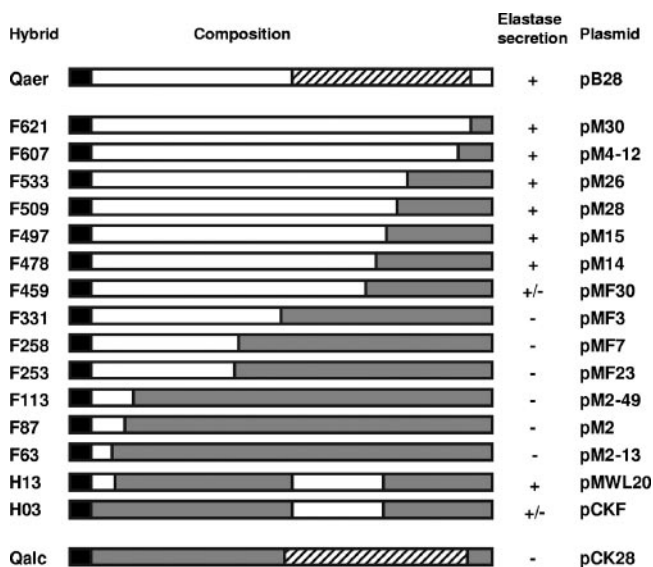 Hybrid Composition Elastase secretion Plasmid
Qaer + pB28
F621 + pM30
F607 + pM4-12
F533 + pM26
F509 + pM28
F497 + pM15
F478 + pM14
F459 +/- pMF30
F331 - pMF3
F258 - pMF7
F253 - pMF23
F113 - pM2-49
F87 - pM2
F63 - pM2-13
H13 + pMWL20
H03 +/- pCKF
Qalc - pCK28